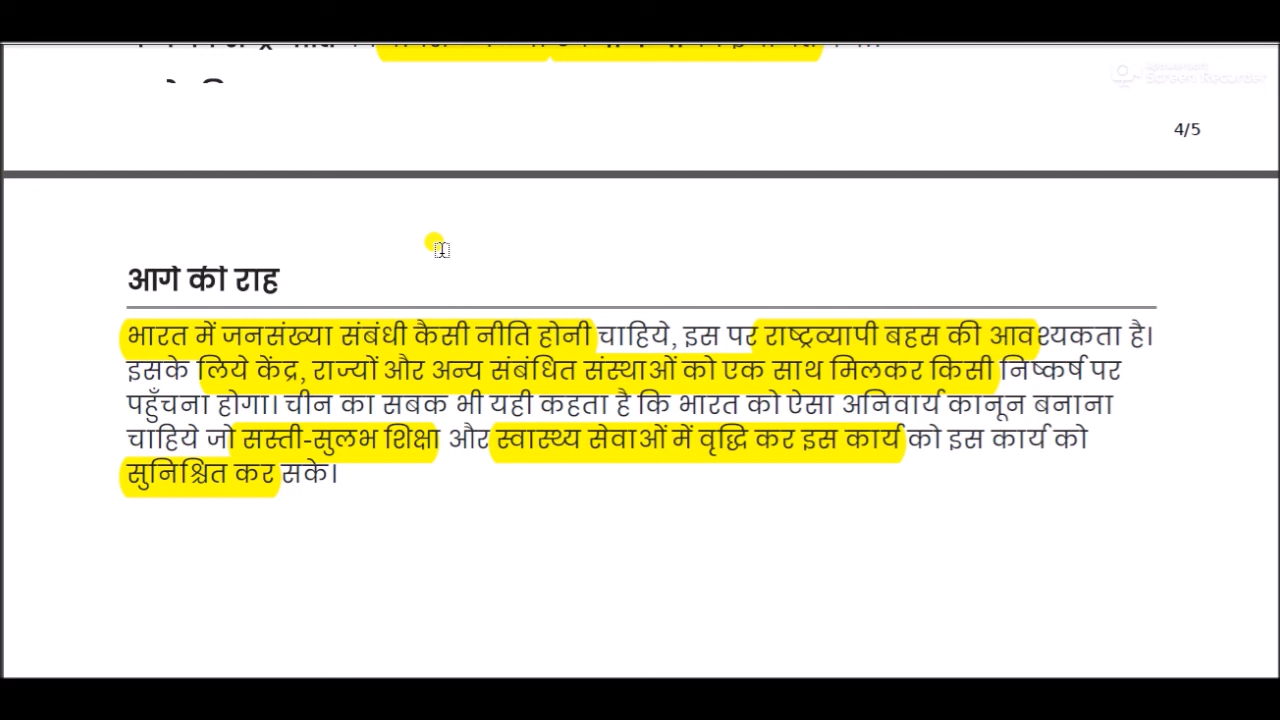 4/5
आगे की राह
भारत में जनसंख्या संबंधी कैसी नीति होनी चाहिये, इस पर राष्ट्रव्यापी बहस की आवश्यकता है।
इसके लिये केंद्र, राज्यों और अन्य संबंधित संस्थाओं को एक साथ मिलकर किसी निष्कर्ष पर
पहुँचना होगा। चीन का सबक भी यही कहता है कि भारत को ऐसा अनिवार्य कानून बनाना
चाहिये जो सस्ती-सुलभ शिक्षा और स्वास्थ्य सेवाओं में वृद्धि कर इस कार्य को इस कार्य को
सुनिश्चित कर सके।